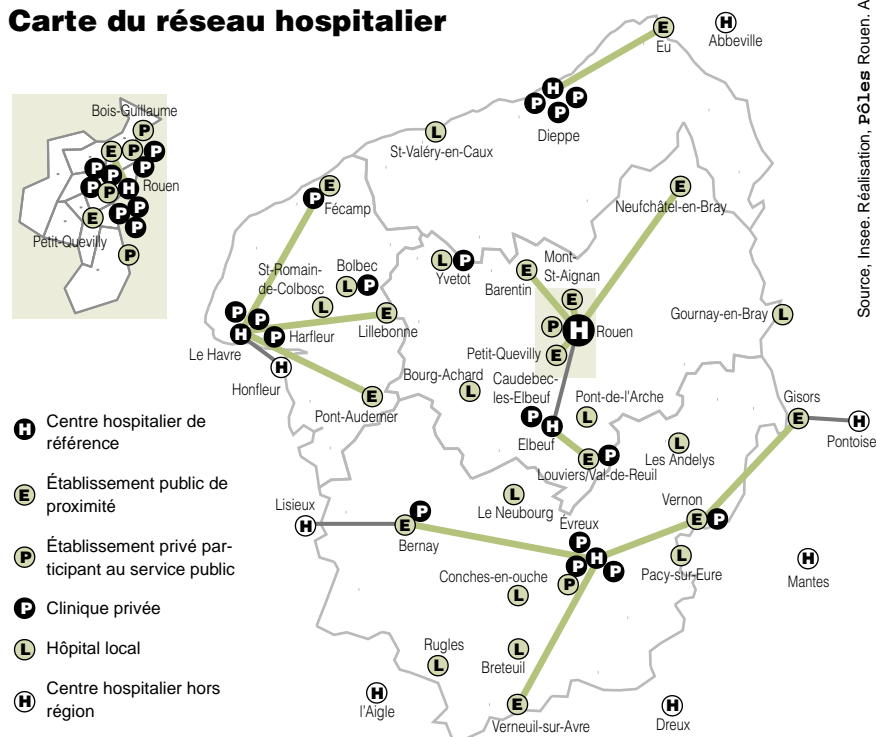 Carte du réseau hospitalier
Source, Insee. Réalisation, Pôles Rouen. A
Bois-Guillaume
P
E P P
P P P
P P H Rouen
E P P
Petit-Quevilly P
P
Eu
E
H
Abbeville
H
P P
P
Dieppe
L
St-Valéry-en-Caux
P E
Fécamp
E
Neufchâtel-en-Bray
L P
Yvetot
E
Barentin
Mont-
St-Aignan
E
St-Romain-
de-Colbosc
L
Bolbec
L P
E
Lillebonne
P P
H P Harfleur
Le Havre
H
Honfleur
P H Rouen
Petit-Quevilly E
Gournay-en-Bray L
Bourg-Achard
L
Caudebec-
les-Elbeuf
P H
Elbeuf
Pont-de-l'Arche
L
E
Pont-Audemer
Gisors
E
H
Pontoise
E P
Louviers/Val-de-Reuil
L
Les Andelys
Lisieux
H
P
E
Bernay
L
Le Neubourg
Évreux
P
H
P P
P
Vernon
E P
L
Pacy-sur-Eure
H
Mantes
Conches-en-ouche
L
Rugles
L
L
Breteuil
H
l'Aigle
E
Verneuil-sur-Avre
H
Dreux
H Centre hospitalier de
référence
E Établissement public de
proximité
P Établissement privé par-
ticipant au service public
P Clinique privée
L Hôpital local
H Centre hospitalier hors
région